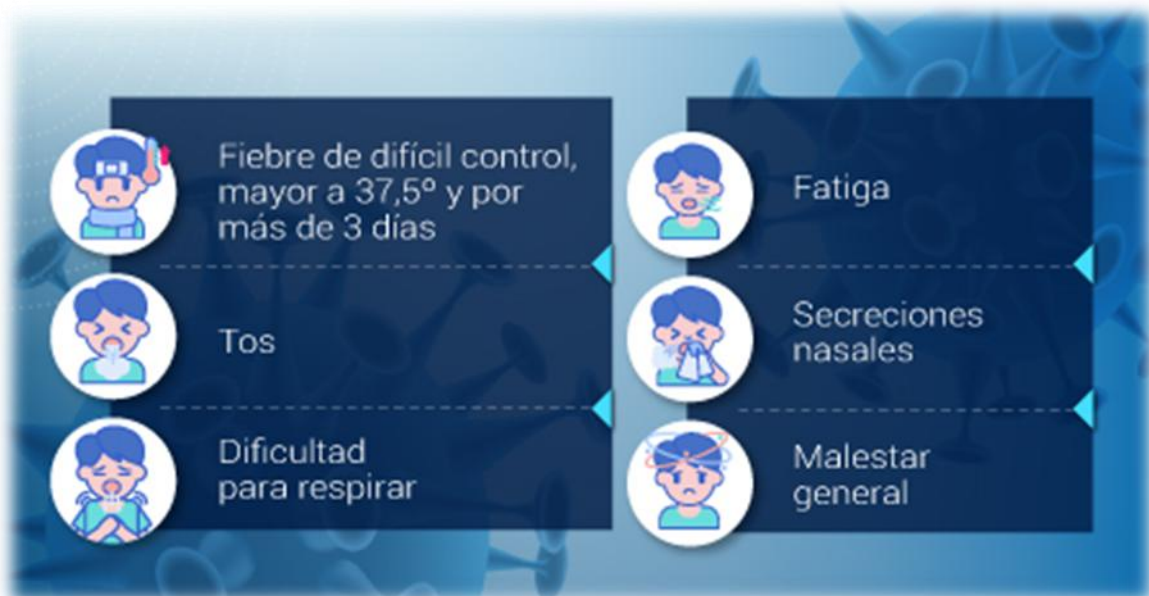 Fiebre de difícil control,
mayor a 37,5º y por
más de 3 días
Tos
Dificultad
para respirar
Fatiga
Secreciones
nasales
Malestar
general